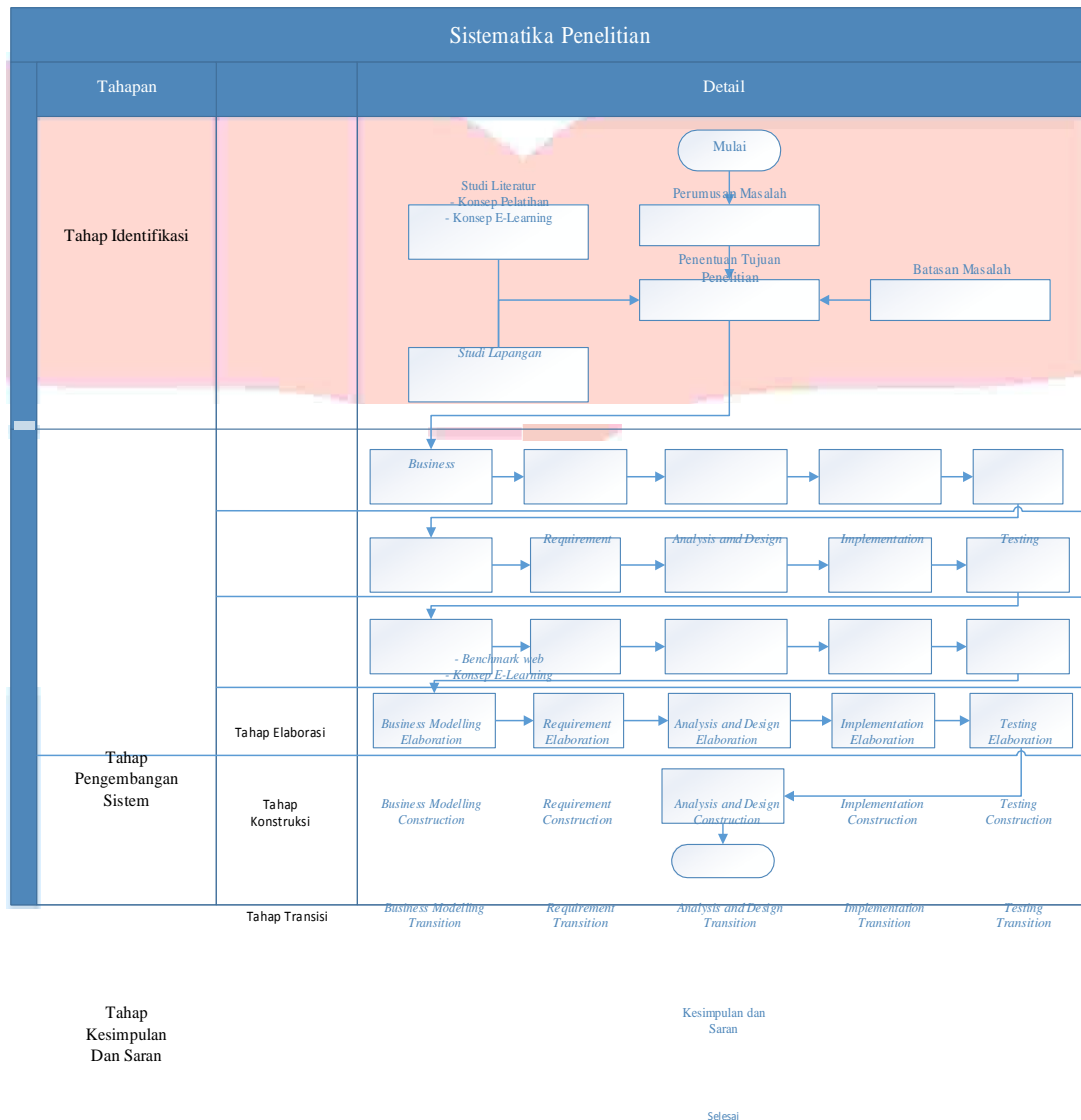 Sistematika Penelitian
Tahapan
Detail
Mulai
Studi Literatur
- Konsep Pelatihan
- Konsep E-Learning
Perumusan Masalah
Tahap Identifikasi
Penentuan Tujuan
Penelitian
Batasan Masalah
Studi Lapangan
Business
Requirement
Analysis and Design
Implementation
Testing
- Benchmark web
- Konsep E-Learning
Tahap Elaborasi
Business Modelling
Elaboration
Requirement
Elaboration
Analysis and Design
Elaboration
Implementation
Elaboration
Testing
Elaboration
Tahap
Pengembangan
Sistem
Tahap
Konstruksi
Business Modelling
Construction
Requirement
Construction
Analysis and Design
Construction
Implementation
Construction
Testing
Construction
Tahap Transisi
Business Modelling
Transition
Requirement
Transition
Analysis and Design
Transition
Implementation
Transition
Testing
Transition
Tahap
Kesimpulan
Dan Saran
Kesimpulan dan
Saran
Selesai